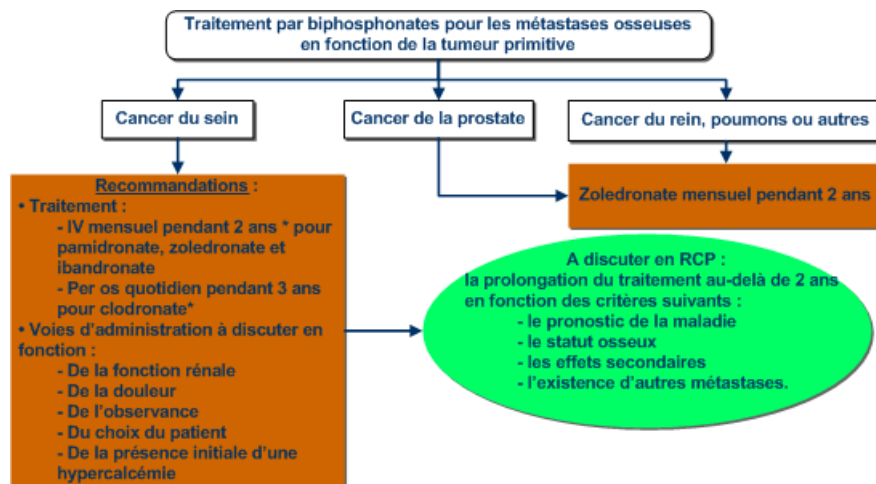 Traitement par biphosphonates pour les métastases osseuses
en fonction de la tumeur primitive
Cancer du sein
Cancer de la prostate
Cancer du rein, poumons ou autres
Recommandations :
• Traitement :
- IV mensuel pendant 2 ans * pour
pamidronate, zoledronate et
ibandronate
- Per os quotidien pendant 3 ans
pour clodronate*
• Voies d'administration à discuter en
fonction :
- De la fonction rénale
- De la douleur
- De l'observance
- Du choix du patient
- De la présence initiale d'une
hypercalcémie
Zoledronate mensuel pendant 2 ans
A discuter en RCP :
la prolongation du traitement au-delà de 2 ans
en fonction des critères suivants :
- le pronostic de la maladie
- le statut osseux
- les effets secondaires
- l'existence d'autres métastases.